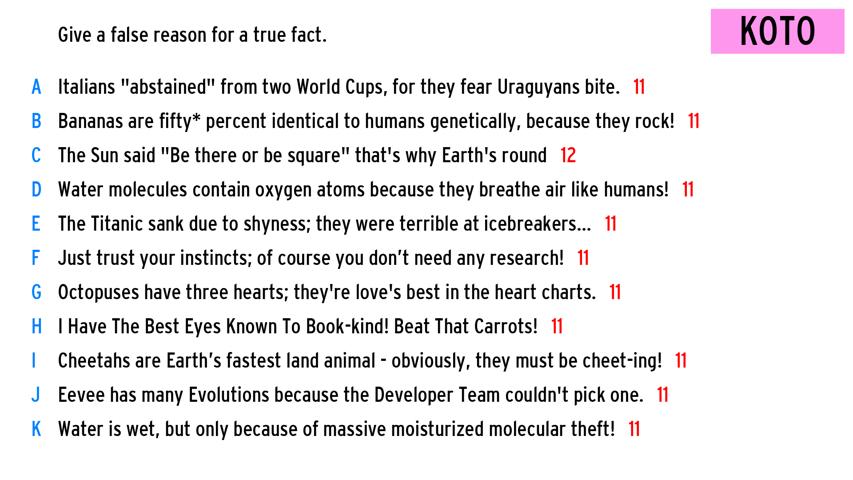 Give a false reason for a true fact.
KOTO
A Italians "abstained" from two World Cups, for they fear Uraguyans bite. 11
B Bananas are fifty* percent identical to humans genetically, because they rock! 11
C The Sun said "Be there or be square" that's why Earth's round 12
D Water molecules contain oxygen atoms because they breathe air like humans! 11
E The Titanic sank due to shyness; they were terrible at icebreakers... 11
F Just trust your instincts; of course you don’t need any research! 11
G Octopuses have three hearts; they're love's best in the heart charts. 11
H I Have The Best Eyes Known To Book-kind! Beat That Carrots! 11
I Cheetahs are Earth’s fastest land animal - obviously, they must be cheet-ing! 11
J Eevee has many Evolutions because the Developer Team couldn't pick one. 11
K Water is wet, but only because of massive moisturized molecular theft! 11